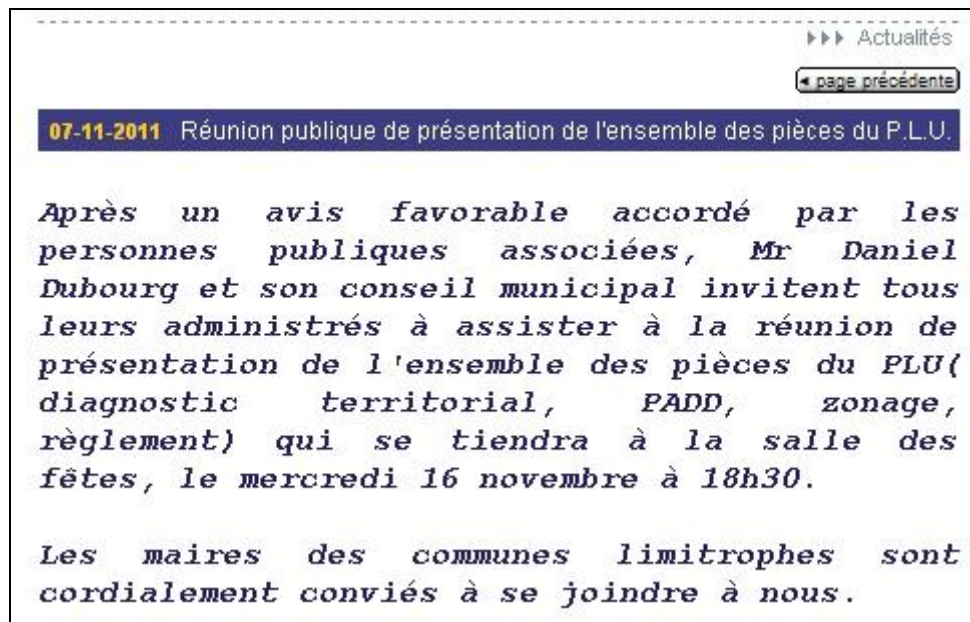 ▸▸▸ Actualités
◂ page précédente
07-11-2011 Réunion publique de présentation de l'ensemble des pièces du P.L.U.
Après un avis favorable accordé par les
personnes publiques associées, Mr Daniel
Dubourg et son conseil municipal invitent tous
leurs administrés à assister à la réunion de
présentation de l'ensemble des pièces du PLU(
diagnostic territorial, PADD, zonage,
règlement) qui se tiendra à la salle des
fêtes, le mercredi 16 novembre à 18h30.
Les maires des communes limitrophes sont
cordialement conviés à se joindre à nous.